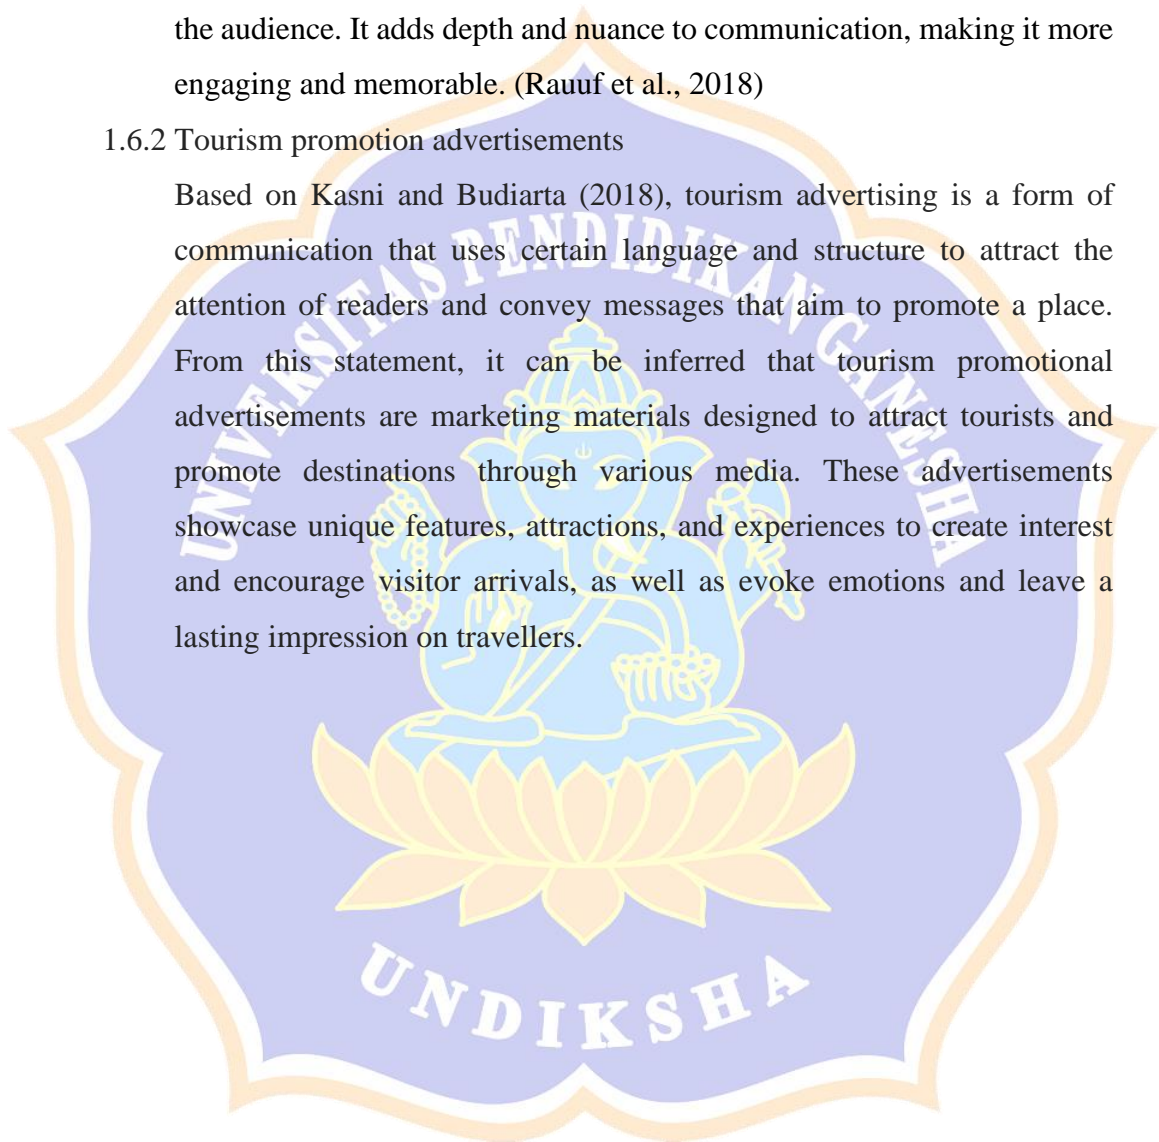 the audience. It adds depth and nuance to communication, making it more
engaging and memorable. (Rauuf et al., 2018)
1.6.2 Tourism promotion advertisements
Based on Kasni and Budiarta (2018), tourism advertising is a form of
communication that uses certain language and structure to attract the
attention of readers and convey messages that aim to promote a place.
From this statement, it can be inferred that tourism promotional
advertisements are marketing materials designed to attract tourists and
promote destinations through various media. These advertisements
showcase unique features, attractions, and experiences to create interest
and encourage visitor arrivals, as well as evoke emotions and leave a
lasting impression on travellers.
UNIVERSITAS PENDIDIKAN GANESHA
UNDIKSHA